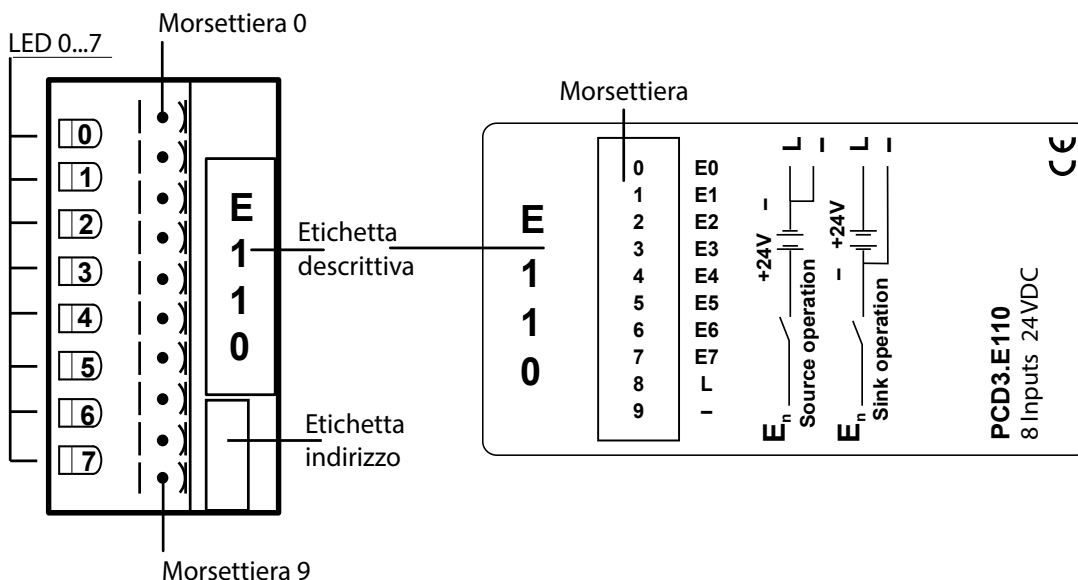 Morsettiera 0
LED 0...7
0
1
2
3
4
5
6
7
E
1
1
0
Etichetta
descrittiva
Etichetta
indirizzo
Morsettiera 9
Morsettiera
E
1
1
0
0 E0
1 E1
2 E2
3 E3
4 E4
5 E5
6 E6
7 E7
8 L
9 –
L –
+24V –
En
Source operation
L –
– +24V
En
Sink operation
PCD3.E110
8 Inputs 24 VDC
CE